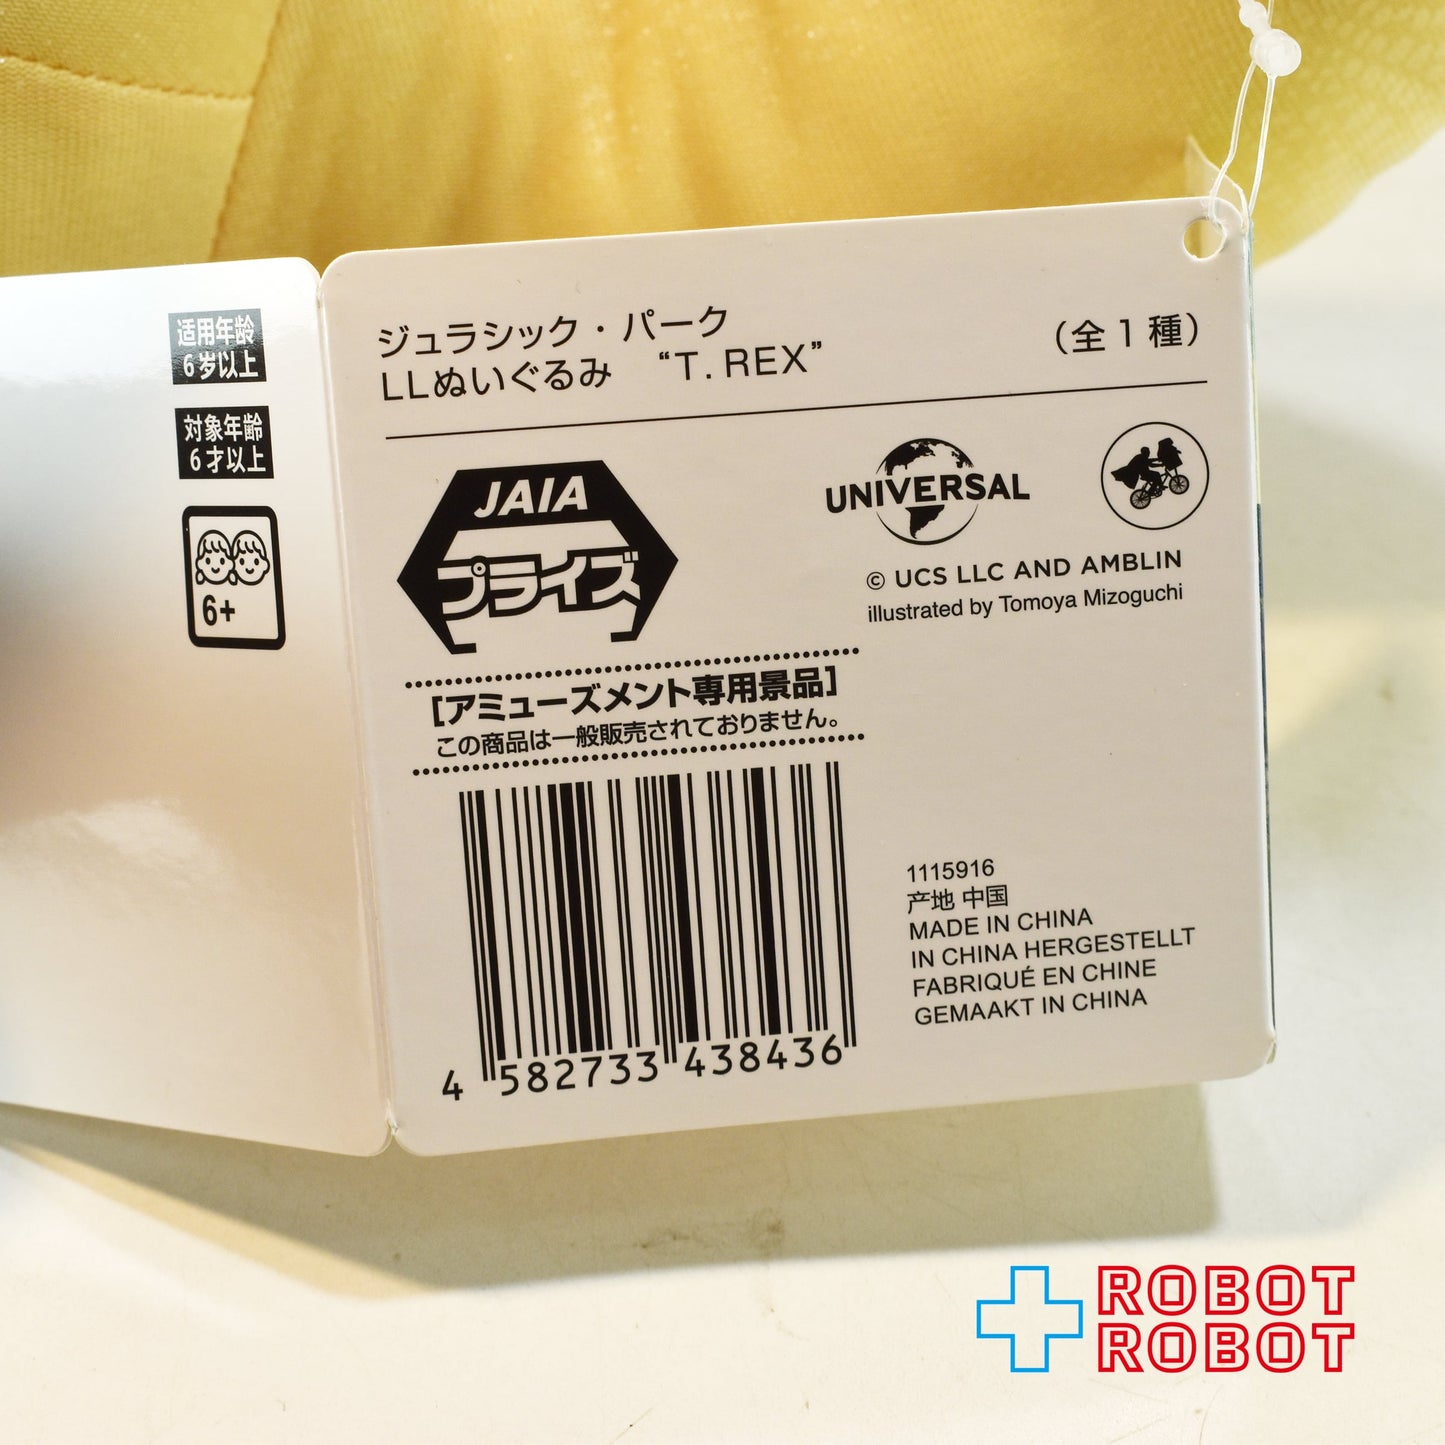 适用年龄
6岁以上
対象年齢
6才以上
6+
ジュラシック・パーク
LLぬいぐるみ “T. REX”
（全1種）
JAIA
プライズ
UNIVERSAL
© UCS LLC AND AMBLIN
illustrated by Tomoya Mizoguchi
［アミューズメント専用景品］
この商品は一般販売されておりません。
4 582733 438436
1115916
产地 中国
MADE IN CHINA
IN CHINA HERGESTELLT
FABRIQUÉ EN CHINE
GEMAAKT IN CHINA
ROBOT
ROBOT